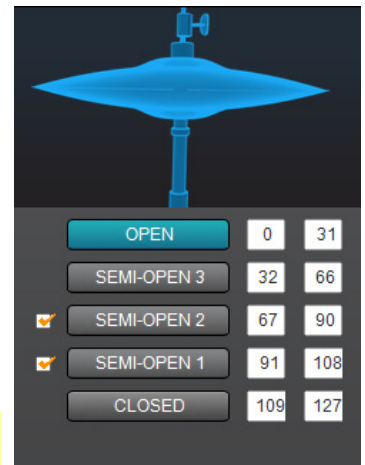 OPEN 0 31
SEMI-OPEN 3 32 66
SEMI-OPEN 2 67 90
SEMI-OPEN 1 91 108
CLOSED 109 127